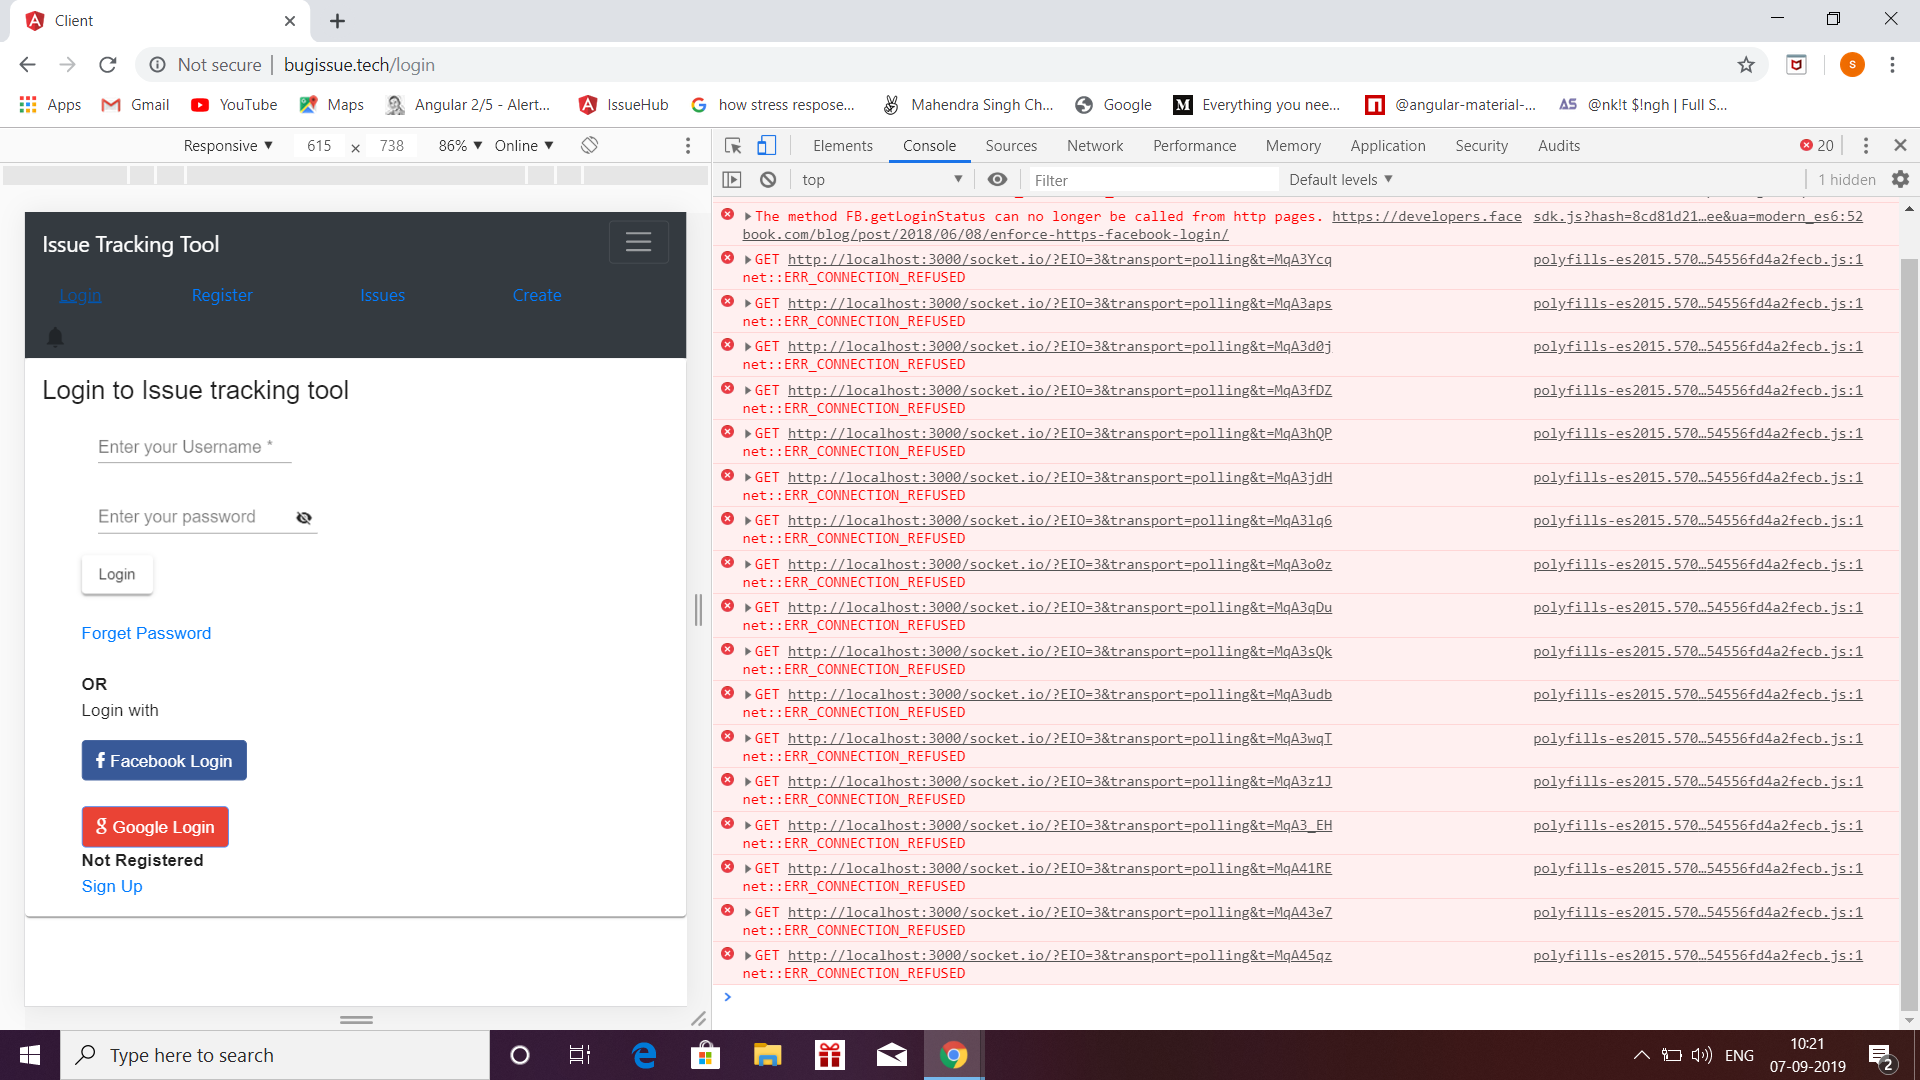 Client
Not secure | bugissue.tech/login
S
Apps Gmail YouTube Maps Angular 2/5 - Alert... IssueHub how stress respose... Mahendra Singh Ch... Google Everything you nee... @angular-material-... @nk!t $!ngh | Full S...
Responsive 615 × 738 86% Online
Elements Console Sources Network Performance Memory Application Security Audits 20
top Filter Default levels 1 hidden
Issue Tracking Tool
Login Register Issues Create
Login to Issue tracking tool
Enter your Username *
Enter your password
Login
Forget Password
OR
Login with
Facebook Login
Google Login
Not Registered
Sign Up
The method FB.getLoginStatus can no longer be called from http pages. https://developers.face sdk.js?hash=8cd81d21…ee&ua=modern_es6:52
book.com/blog/post/2018/06/08/enforce-https-facebook-login/
GET http://localhost:3000/socket.io/?EIO=3&transport=polling&t=MqA3Ycq polyfills-es2015.570…54556fd4a2fecb.js:1
net::ERR_CONNECTION_REFUSED
GET http://localhost:3000/socket.io/?EIO=3&transport=polling&t=MqA3aps polyfills-es2015.570…54556fd4a2fecb.js:1
net::ERR_CONNECTION_REFUSED
GET http://localhost:3000/socket.io/?EIO=3&transport=polling&t=MqA3d0j polyfills-es2015.570…54556fd4a2fecb.js:1
net::ERR_CONNECTION_REFUSED
GET http://localhost:3000/socket.io/?EIO=3&transport=polling&t=MqA3fDZ polyfills-es2015.570…54556fd4a2fecb.js:1
net::ERR_CONNECTION_REFUSED
GET http://localhost:3000/socket.io/?EIO=3&transport=polling&t=MqA3hQP polyfills-es2015.570…54556fd4a2fecb.js:1
net::ERR_CONNECTION_REFUSED
GET http://localhost:3000/socket.io/?EIO=3&transport=polling&t=MqA3jdH polyfills-es2015.570…54556fd4a2fecb.js:1
net::ERR_CONNECTION_REFUSED
GET http://localhost:3000/socket.io/?EIO=3&transport=polling&t=MqA3lq6 polyfills-es2015.570…54556fd4a2fecb.js:1
net::ERR_CONNECTION_REFUSED
GET http://localhost:3000/socket.io/?EIO=3&transport=polling&t=MqA3o0z polyfills-es2015.570…54556fd4a2fecb.js:1
net::ERR_CONNECTION_REFUSED
GET http://localhost:3000/socket.io/?EIO=3&transport=polling&t=MqA3qDu polyfills-es2015.570…54556fd4a2fecb.js:1
net::ERR_CONNECTION_REFUSED
GET http://localhost:3000/socket.io/?EIO=3&transport=polling&t=MqA3sQk polyfills-es2015.570…54556fd4a2fecb.js:1
net::ERR_CONNECTION_REFUSED
GET http://localhost:3000/socket.io/?EIO=3&transport=polling&t=MqA3udb polyfills-es2015.570…54556fd4a2fecb.js:1
net::ERR_CONNECTION_REFUSED
GET http://localhost:3000/socket.io/?EIO=3&transport=polling&t=MqA3wqT polyfills-es2015.570…54556fd4a2fecb.js:1
net::ERR_CONNECTION_REFUSED
GET http://localhost:3000/socket.io/?EIO=3&transport=polling&t=MqA3z1J polyfills-es2015.570…54556fd4a2fecb.js:1
net::ERR_CONNECTION_REFUSED
GET http://localhost:3000/socket.io/?EIO=3&transport=polling&t=MqA3_EH polyfills-es2015.570…54556fd4a2fecb.js:1
net::ERR_CONNECTION_REFUSED
GET http://localhost:3000/socket.io/?EIO=3&transport=polling&t=MqA41RE polyfills-es2015.570…54556fd4a2fecb.js:1
net::ERR_CONNECTION_REFUSED
GET http://localhost:3000/socket.io/?EIO=3&transport=polling&t=MqA43e7 polyfills-es2015.570…54556fd4a2fecb.js:1
net::ERR_CONNECTION_REFUSED
GET http://localhost:3000/socket.io/?EIO=3&transport=polling&t=MqA45qz polyfills-es2015.570…54556fd4a2fecb.js:1
net::ERR_CONNECTION_REFUSED
Type here to search
ENG
10:21
07-09-2019
2